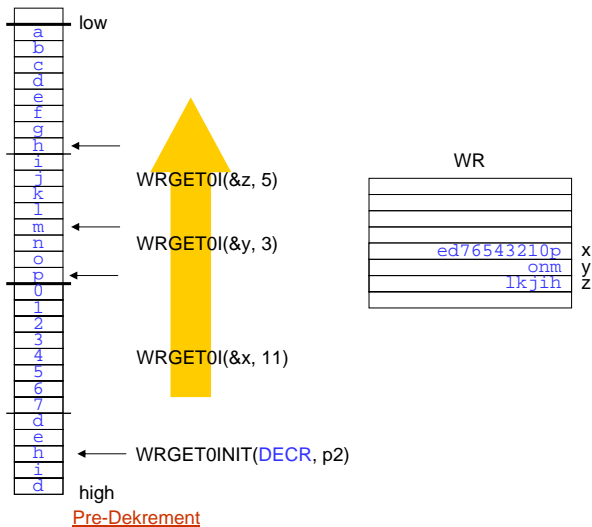 low
a
b
c
d
e
f
g
h
i
j
k
l
m
n
o
p
0
1
2
3
4
5
6
7
d
e
h
i
d
high
Pre-Dekrement
WRGET0I(&z, 5)
WRGET0I(&y, 3)
WRGET0I(&x, 11)
WRGET0INIT(DECR, p2)
WR
ed76543210p x
onm y
lkjih z